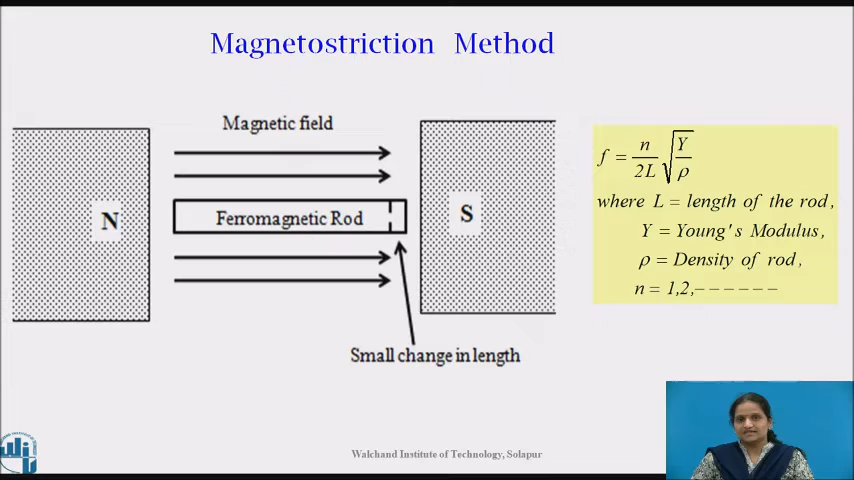 Magnetostriction Method
Magnetic field
N
Ferromagnetic Rod
S
Small change in length
f = n/2L √Y/ρ
where L = length of the rod,
Y = Young's Modulus,
ρ = Density of rod,
n = 1,2,– – – – – –
Walchand Institute of Technology, Solapur